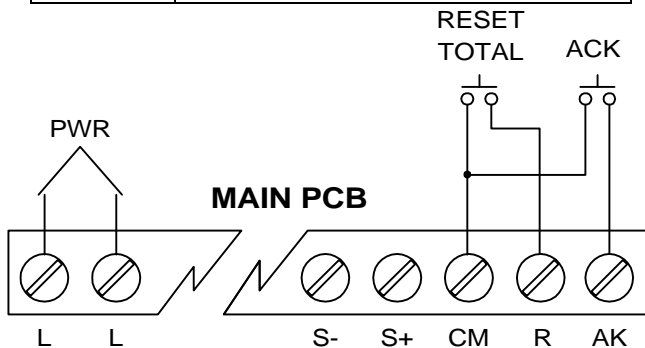 RESET
TOTAL
ACK
PWR
MAIN PCB
L L S- S+ CM R AK